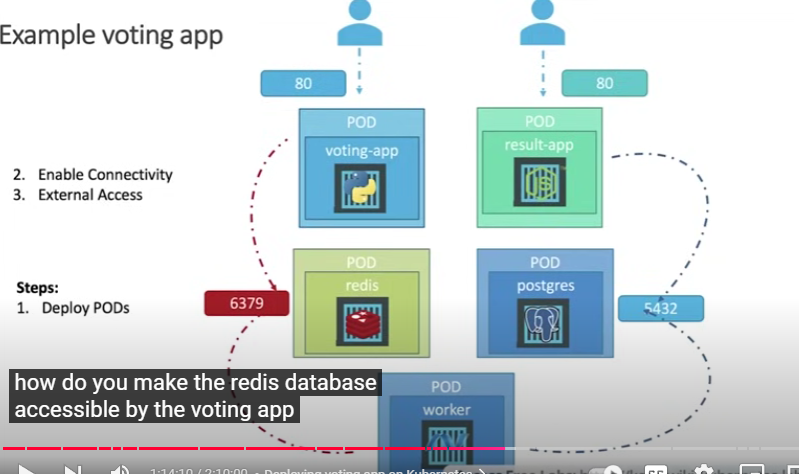 Example voting app
80
80
POD
voting-app
POD
result-app
2. Enable Connectivity
3. External Access
POD
redis
POD
postgres
Steps:
1. Deploy PODs
6379
5432
how do you make the redis database
accessible by the voting app
POD
worker
1:14:10 / 2:10:00 • Deploying voting app on Kubernetes >